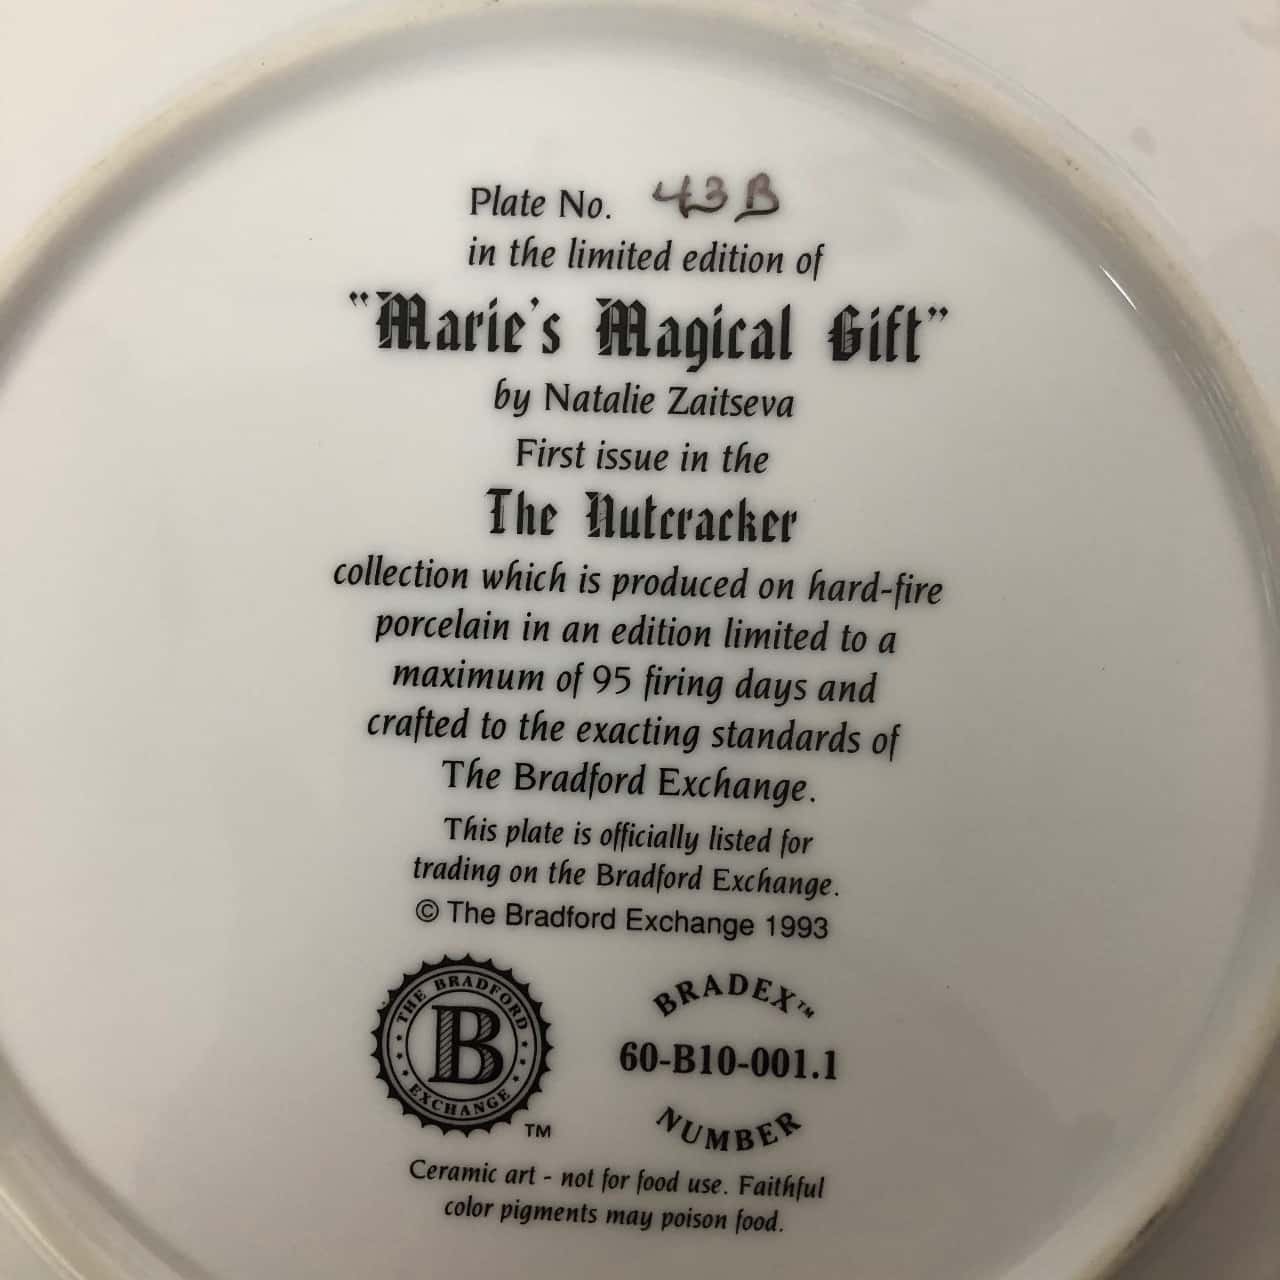 Plate No. 43B
in the limited edition of
"Marie's Magical Gift"
by Natalie Zaitseva
First issue in the
The Nutcracker
collection which is produced on hard-fire
porcelain in an edition limited to a
maximum of 95 firing days and
crafted to the exacting standards of
The Bradford Exchange.
This plate is officially listed for
trading on the Bradford Exchange.
© The Bradford Exchange 1993
THE BRADFORD
B
EXCHANGE
TM
BRADEX™
60-B10-001.1
NUMBER
Ceramic art - not for food use. Faithful
color pigments may poison food.